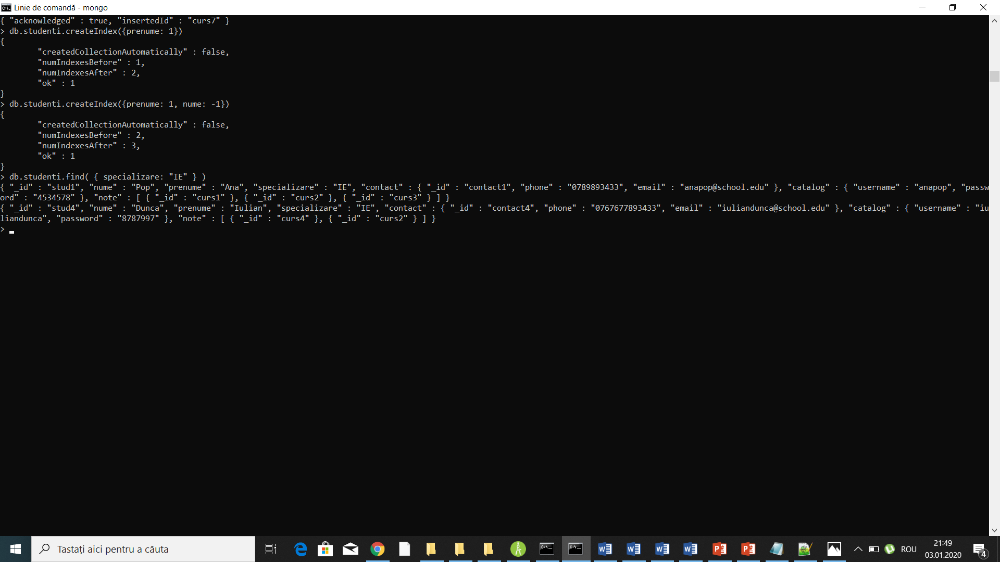 Linie de comandă - mongo
{ "acknowledged" : true, "insertedId" : "curs7" }
> db.studenti.createIndex({prenume: 1})
{
        "createdCollectionAutomatically" : false,
        "numIndexesBefore" : 1,
        "numIndexesAfter" : 2,
        "ok" : 1
}
> db.studenti.createIndex({prenume: 1, nume: -1})
{
        "createdCollectionAutomatically" : false,
        "numIndexesBefore" : 2,
        "numIndexesAfter" : 3,
        "ok" : 1
}
> db.studenti.find( { specializare: "IE" } )
{ "_id" : "stud1", "nume" : "Pop", "prenume" : "Ana", "specializare" : "IE", "contact" : { "_id" : "contact1", "phone" : "0789893433", "email" : "anapop@school.edu" }, "catalog" : { "username" : "anapop", "passw
ord" : "4534578" }, "note" : [ { "_id" : "curs1" }, { "_id" : "curs2" }, { "_id" : "curs3" } ] }
{ "_id" : "stud4", "nume" : "Dunca", "prenume" : "Iulian", "specializare" : "IE", "contact" : { "_id" : "contact4", "phone" : "0767677893433", "email" : "iuliandunca@school.edu" }, "catalog" : { "username" : "iu
liandunca", "password" : "8787997" }, "note" : [ { "_id" : "curs4" }, { "_id" : "curs2" } ] }
>
Tastați aici pentru a căuta
ROU
21:49
03.01.2020
4